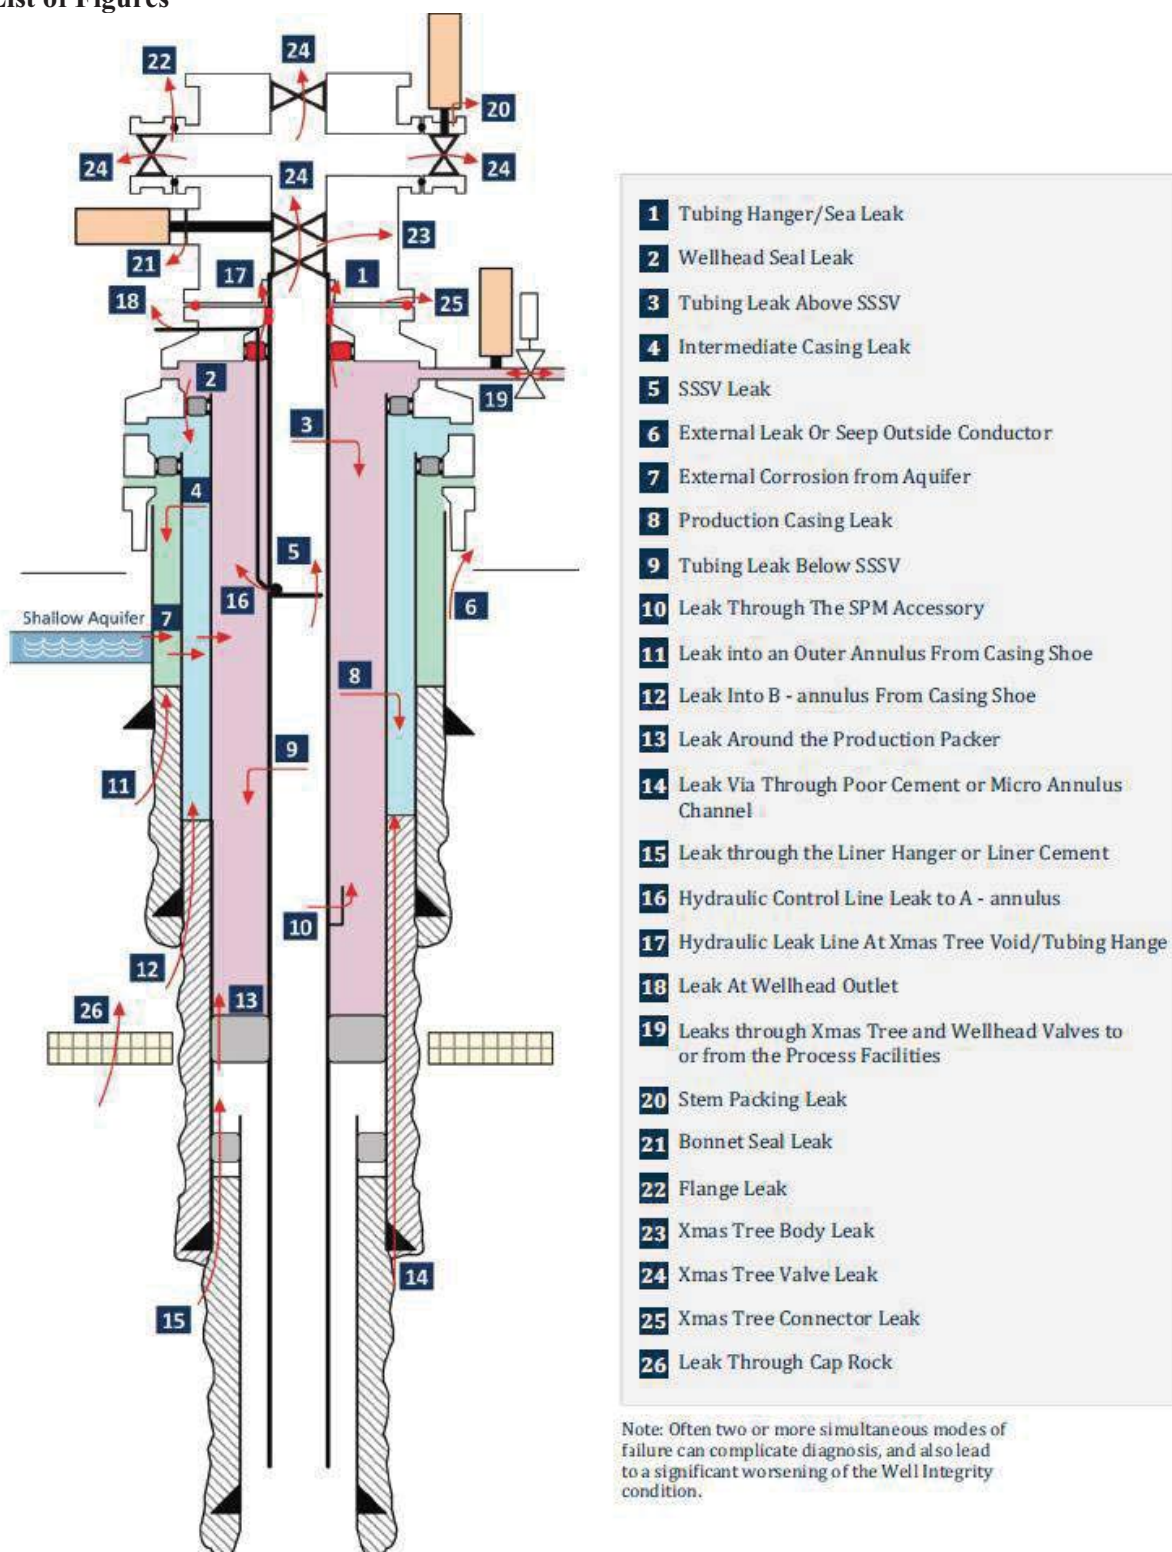 List of Figures
22
24
20
24
24
24
23
21
17
1
18
25
2
19
3
4
5
16
6
Shallow Aquifer
7
8
9
11
10
12
13
26
14
15
1 Tubing Hanger/Sea Leak
2 Wellhead Seal Leak
3 Tubing Leak Above SSSV
4 Intermediate Casing Leak
5 SSSV Leak
6 External Leak Or Seep Outside Conductor
7 External Corrosion from Aquifer
8 Production Casing Leak
9 Tubing Leak Below SSSV
10 Leak Through The SPM Accessory
11 Leak into an Outer Annulus From Casing Shoe
12 Leak Into B - annulus From Casing Shoe
13 Leak Around the Production Packer
14 Leak Via Through Poor Cement or Micro Annulus
Channel
15 Leak through the Liner Hanger or Liner Cement
16 Hydraulic Control Line Leak to A - annulus
17 Hydraulic Leak Line At Xmas Tree Void/Tubing Hange
18 Leak At Wellhead Outlet
19 Leaks through Xmas Tree and Wellhead Valves to
or from the Process Facilities
20 Stem Packing Leak
21 Bonnet Seal Leak
22 Flange Leak
23 Xmas Tree Body Leak
24 Xmas Tree Valve Leak
25 Xmas Tree Connector Leak
26 Leak Through Cap Rock
Note: Often two or more simultaneous modes of
failure can complicate diagnosis, and also lead
to a significant worsening of the Well Integrity
condition.